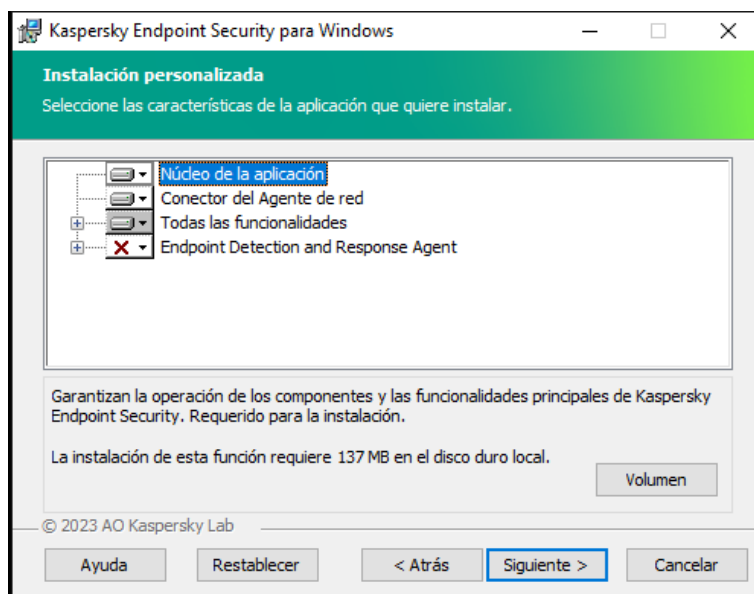 Kaspersky Endpoint Security para Windows
Instalación personalizada
Seleccione las características de la aplicación que quiere instalar.
Núcleo de la aplicación
Conector del Agente de red
Todas las funcionalidades
Endpoint Detection and Response Agent
Garantizan la operación de los componentes y las funcionalidades principales de Kaspersky
Endpoint Security. Requerido para la instalación.
La instalación de esta función requiere 137 MB en el disco duro local.
Volumen
© 2023 AO Kaspersky Lab
Ayuda
Restablecer
< Atrás
Siguiente >
Cancelar